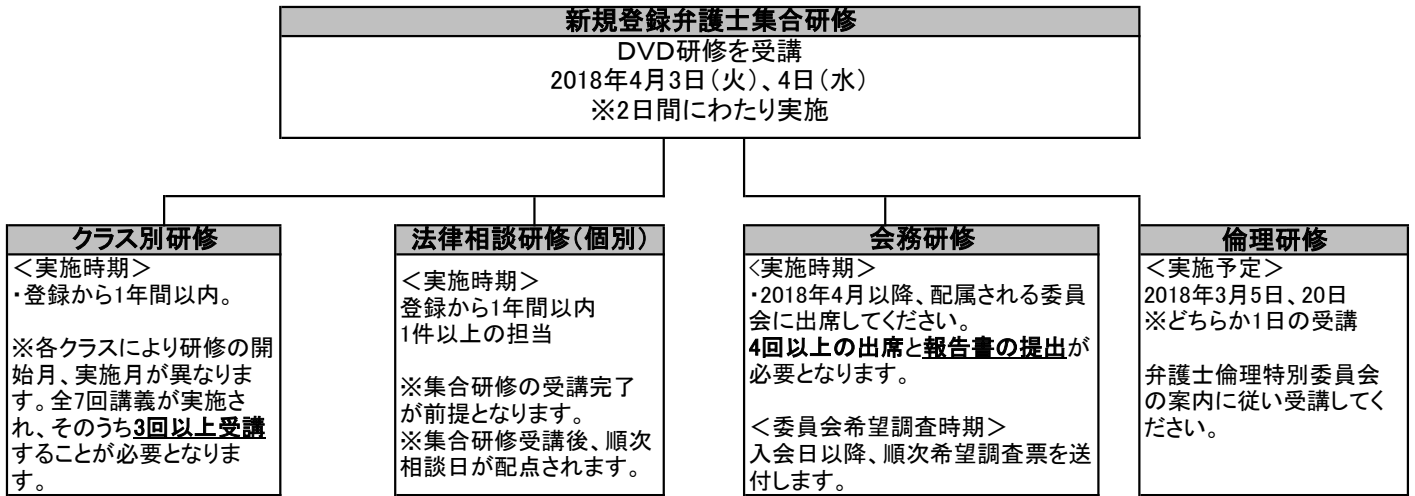 新規登録弁護士集合研修
DVD研修を受講
2018年4月3日(火)、4日(水)
※2日間にわたり実施
クラス別研修
<実施時期>
・登録から1年間以内。
※各クラスにより研修の開
始月、実施月が異なりま
す。全7回講義が実施さ
れ、そのうち3回以上受講
することが必要となりま
す。
法律相談研修(個別)
<実施時期>
登録から1年間以内
1件以上の担当
※集合研修の受講完了
が前提となります。
※集合研修受講後、順次
相談日が配点されます。
会務研修
<実施時期>
・2018年4月以降、配属される委員
会に出席してください。
4回以上の出席と報告書の提出が
必要となります。
<委員会希望調査時期>
入会日以降、順次希望調査票を送
付します。
倫理研修
<実施予定>
2018年3月5日、20日
※どちらか1日の受講
弁護士倫理特別委員会
の案内に従い受講してく
ださい。